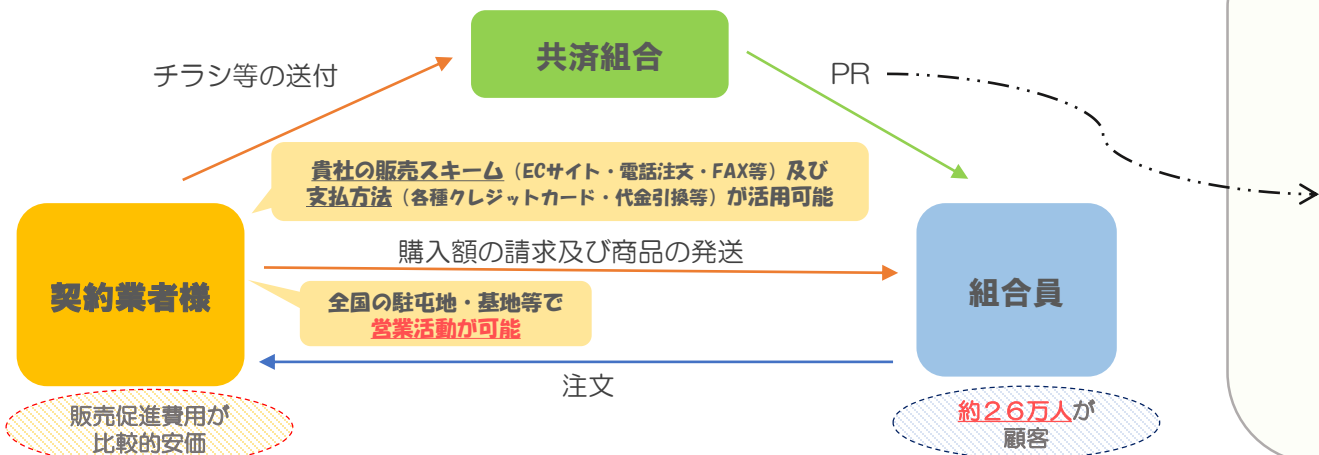 共済組合
チラシ等の送付
PR
貴社の販売スキーム（ECサイト・電話注文・FAX等）及び
支払方法（各種クレジットカード・代金引換等）が活用可能
購入額の請求及び商品の発送
契約業者様
組合員
全国の駐屯地・基地等で
営業活動が可能
注文
販売促進費用が
比較的安価
約２６万人が
顧客